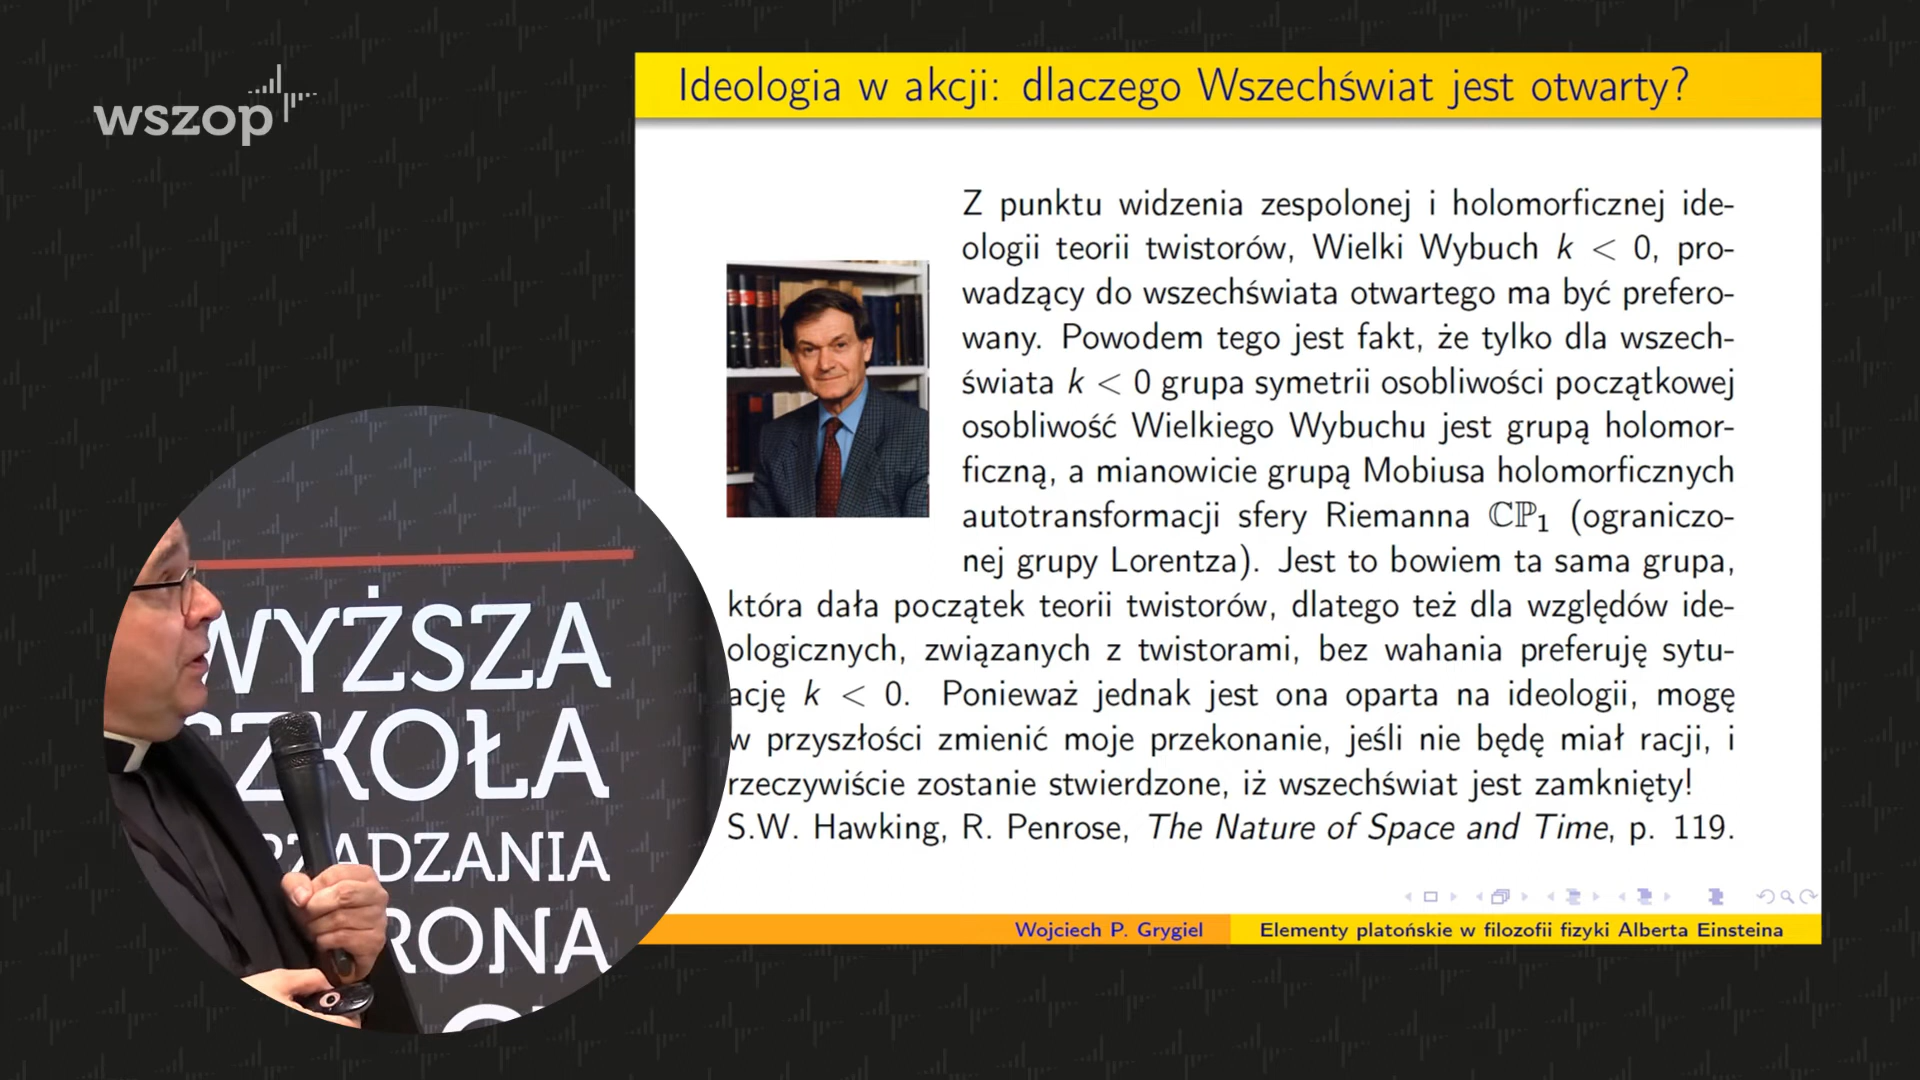 wszop
Ideologia w akcji: dlaczego Wszechświat jest otwarty?
Z punktu widzenia zespolonej i holomorficznej ide-
ologii teorii twistorów, Wielki Wybuch k < 0, pro-
wadzący do wszechświata otwartego ma być prefero-
wany. Powodem tego jest fakt, że tylko dla wszech-
świata k < 0 grupa symetrii osobliwości początkowej
osobliwość Wielkiego Wybuchu jest grupą holomor-
ficzną, a mianowicie grupą Mobiusa holomorficznych
autotransformacji sfery Riemanna ℂℙ₁ (ograniczo-
nej grupy Lorentza). Jest to bowiem ta sama grupa,
która dała początek teorii twistorów, dlatego też dla względów ide-
ologicznych, związanych z twistorami, bez wahania preferuję sytu-
ację k < 0. Ponieważ jednak jest ona oparta na ideologii, mogę
w przyszłości zmienić moje przekonanie, jeśli nie będę miał racji, i
rzeczywiście zostanie stwierdzone, iż wszechświat jest zamknięty!
S.W. Hawking, R. Penrose, The Nature of Space and Time, p. 119.
Wojciech P. Grygiel
Elementy platońskie w filozofii fizyki Alberta Einsteina
WYŻSZA
SZKOŁA
RZĄDZANIA
RONA